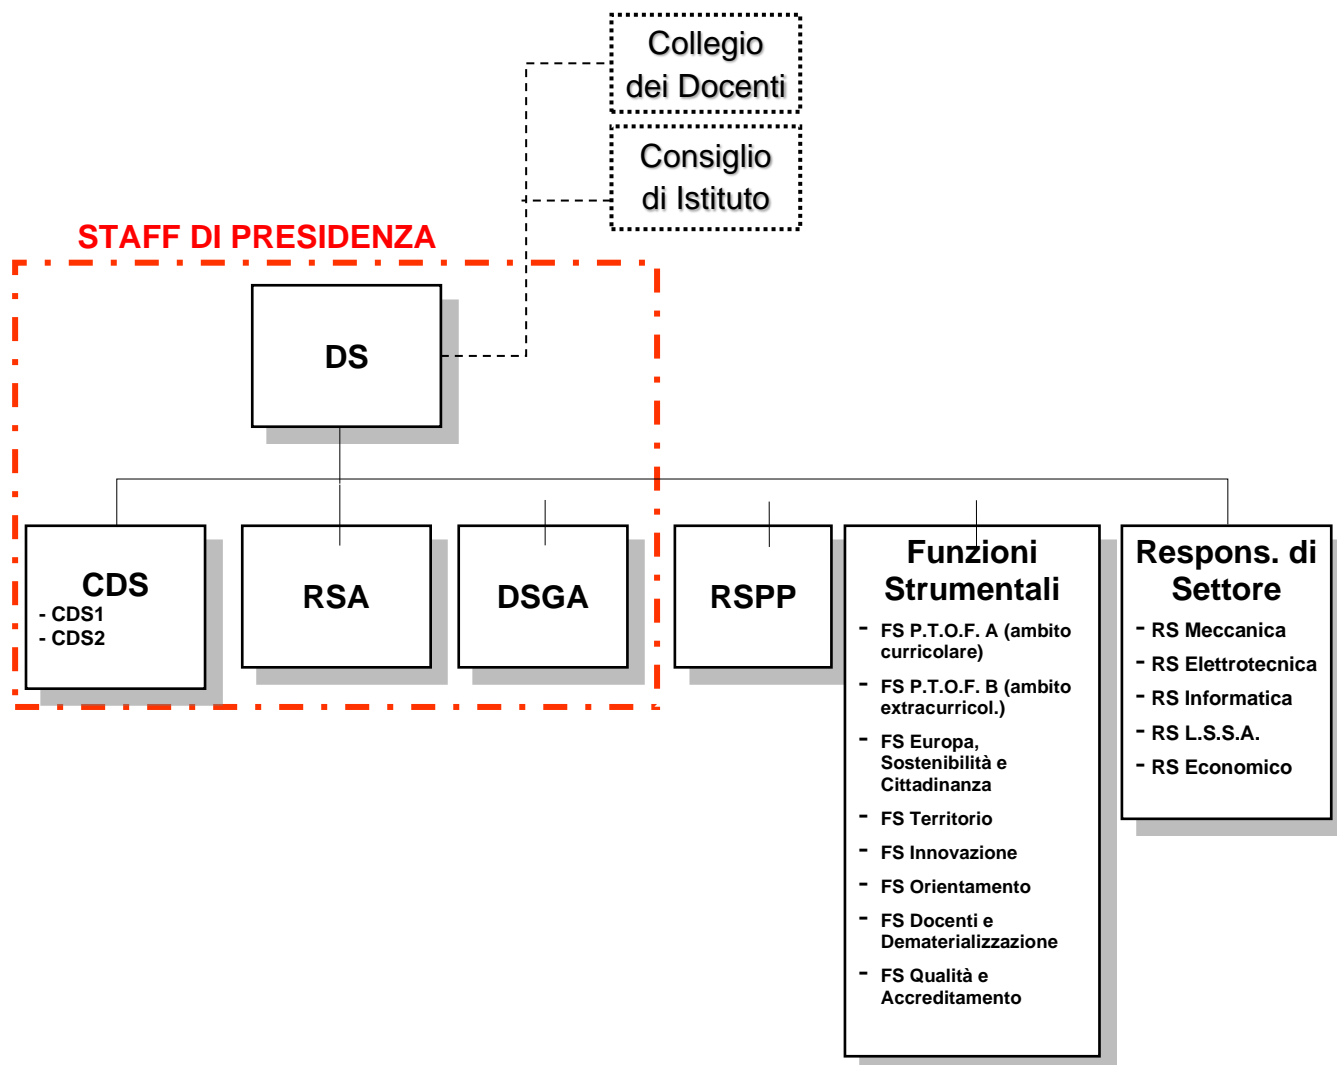 Collegio
dei Docenti
Consiglio
di Istituto
STAFF DI PRESIDENZA
DS
CDS
- CDS1
- CDS2
RSA
DSGA
RSPP
Funzioni
Strumentali
- FS P.T.O.F. A (ambito
curricolare)
- FS P.T.O.F. B (ambito
extracurricol.)
- FS Europa,
Sostenibilità e
Cittadinanza
- FS Territorio
- FS Innovazione
- FS Orientamento
- FS Docenti e
Dematerializzazione
- FS Qualità e
Accreditamento
Respons. di
Settore
- RS Meccanica
- RS Elettrotecnica
- RS Informatica
- RS L.S.S.A.
- RS Economico